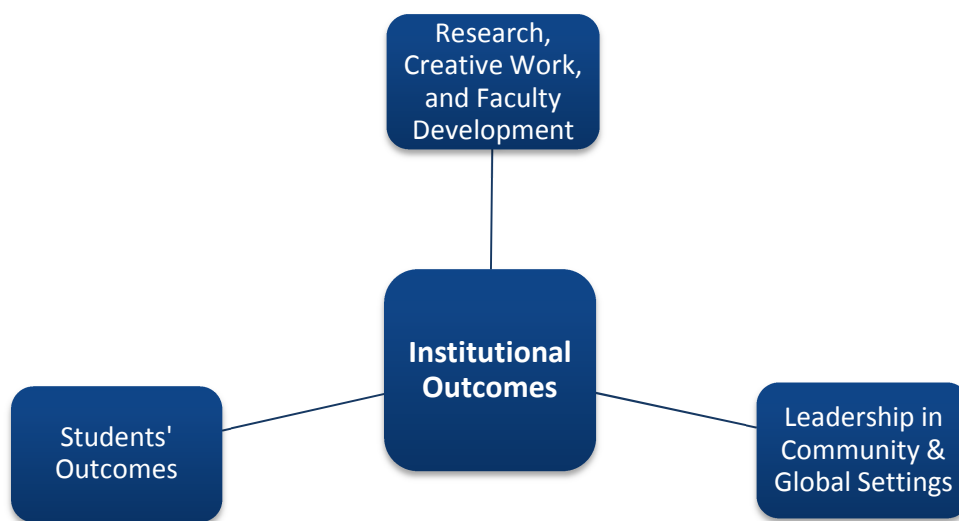 Research,
Creative Work,
and Faculty
Development
Institutional
Outcomes
Students'
Outcomes
Leadership in
Community &
Global Settings